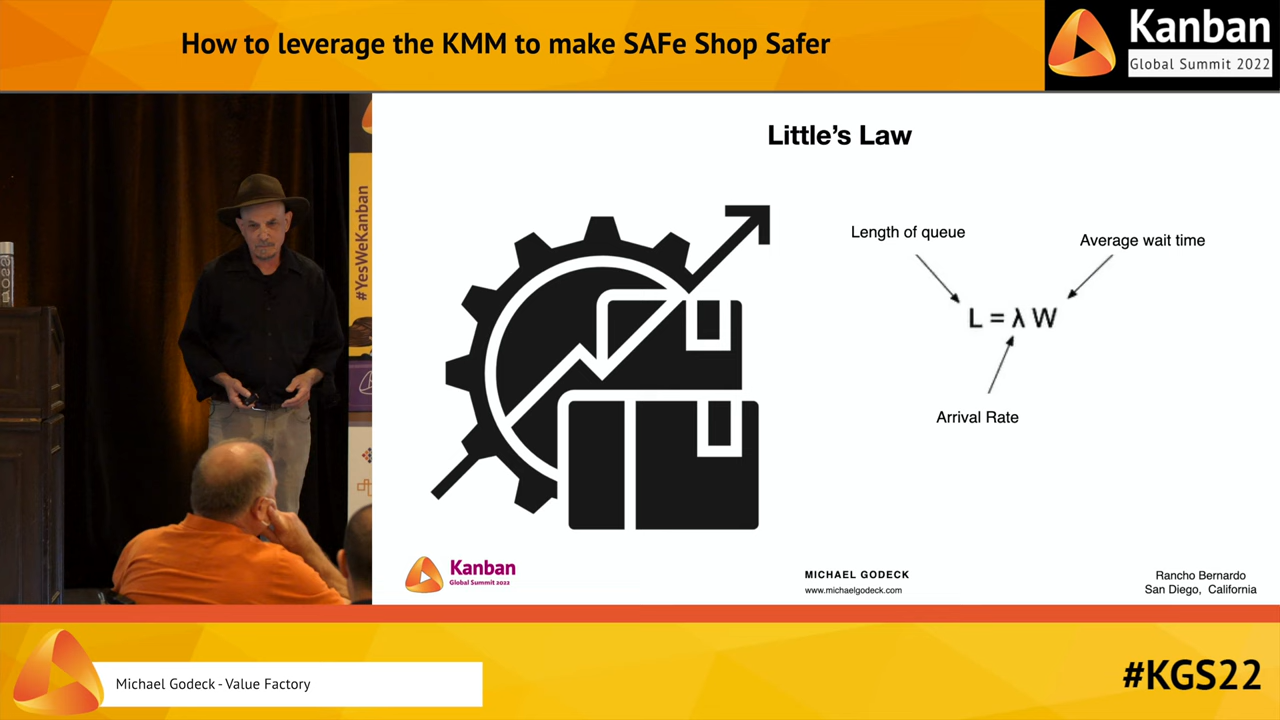 How to leverage the KMM to make SAFe Shop Safer
Kanban
Global Summit 2022
#YesWeKanban
Little's Law
Length of queue
Average wait time
L = λ W
Arrival Rate
Kanban
Global Summit 2022
MICHAEL GODECK
www.michaelgodeck.com
Rancho Bernardo
San Diego, California
Michael Godeck - Value Factory
#KGS22